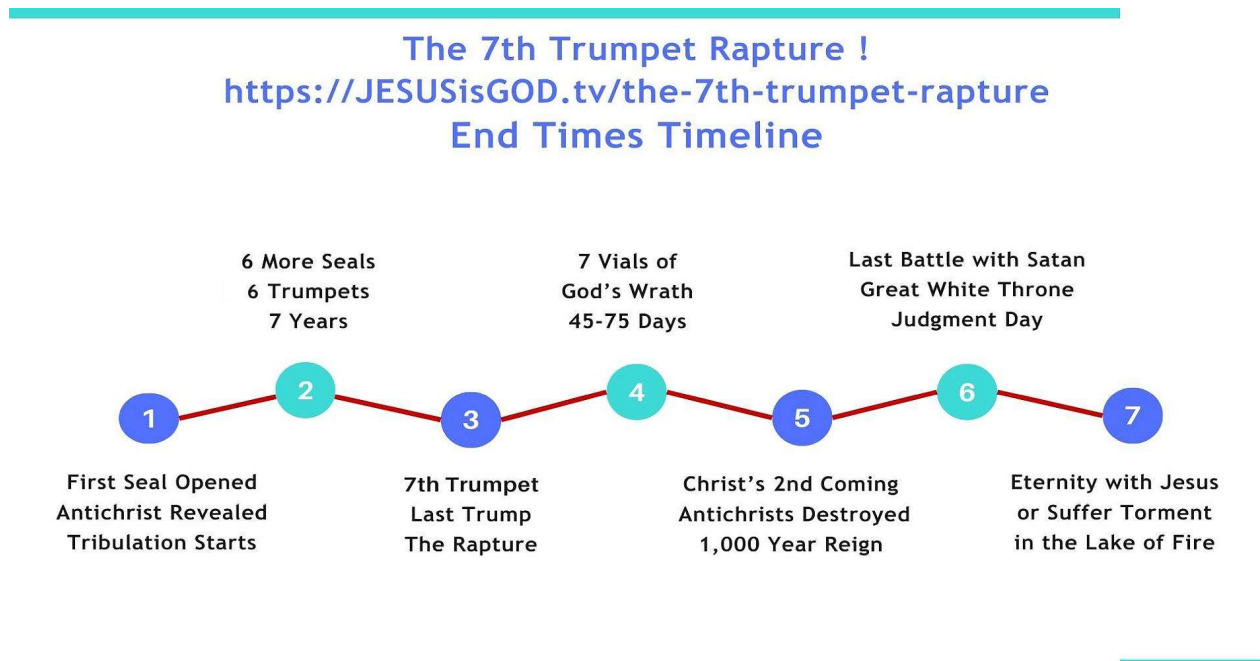 The 7th Trumpet Rapture !
https://JESUSisGOD.tv/the-7th-trumpet-rapture
End Times Timeline
6 More Seals
6 Trumpets
7 Years
7 Vials of
God's Wrath
45-75 Days
Last Battle with Satan
Great White Throne
Judgment Day
1
2
3
4
5
6
7
First Seal Opened
Antichrist Revealed
Tribulation Starts
7th Trumpet
Last Trump
The Rapture
Christ's 2nd Coming
Antichrists Destroyed
1,000 Year Reign
Eternity with Jesus
or Suffer Torment
in the Lake of Fire